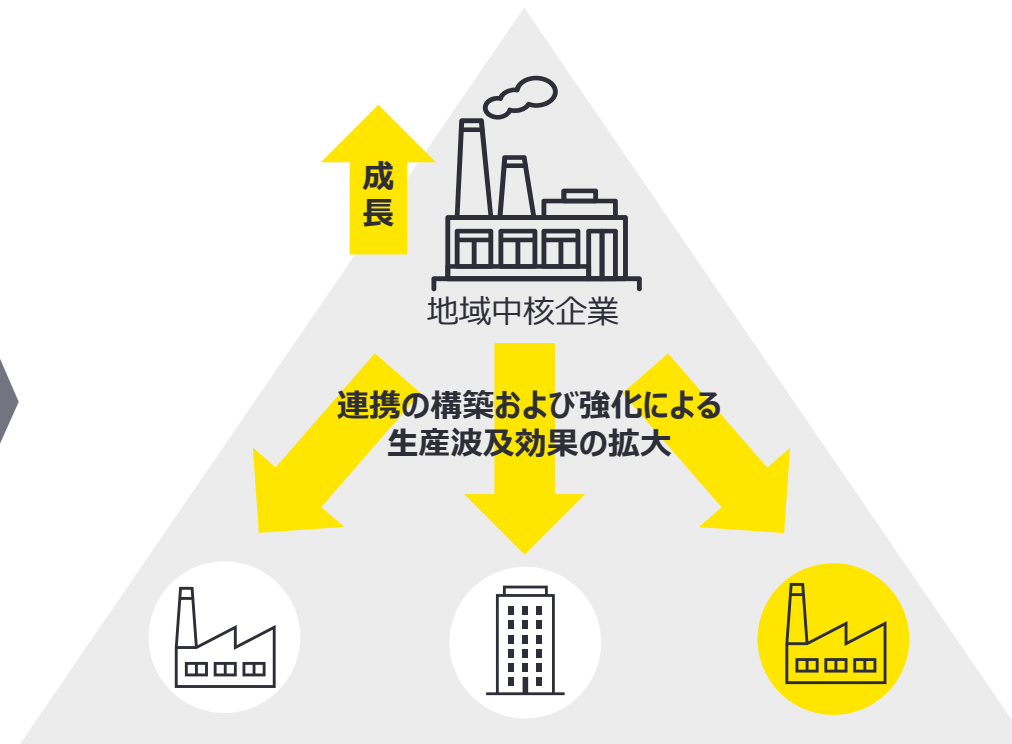 成長
地域中核企業
連携の構築および強化による
生産波及効果の拡大